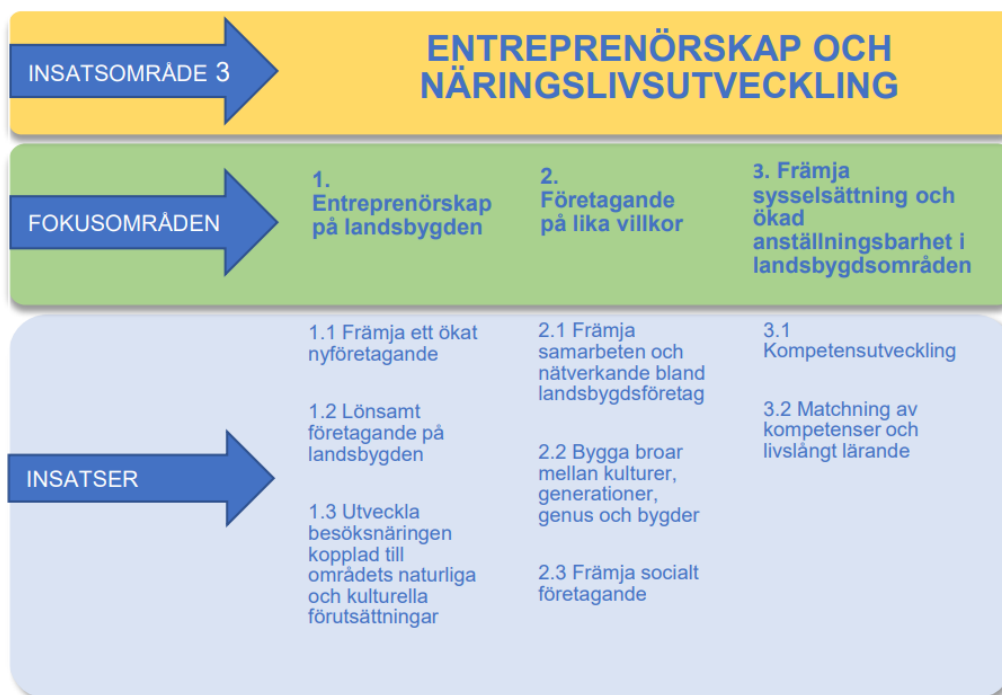 INSATSOMRÅDE 3
ENTREPRENÖRSKAP OCH
NÄRINGSLIVSUTVECKLING
FOKUSOMRÅDEN
1.
Entreprenörskap
på landsbygden
2.
Företagande
på lika villkor
3. Främja
sysselsättning och
ökad
anställningsbarhet i
landsbygdsområden
INSATSER
1.1 Främja ett ökat
nyföretagande
1.2 Lönsamt
företagande på
landsbygden
1.3 Utveckla
besöksnäringen
kopplad till
områdets naturliga
och kulturella
förutsättningar
2.1 Främja
samarbeten och
nätverkande bland
landsbygdsföretag
2.2 Bygga broar
mellan kulturer,
generationer,
genus och bygder
2.3 Främja socialt
företagande
3.1
Kompetensutveckling
3.2 Matchning av
kompetenser och
livslångt lärande